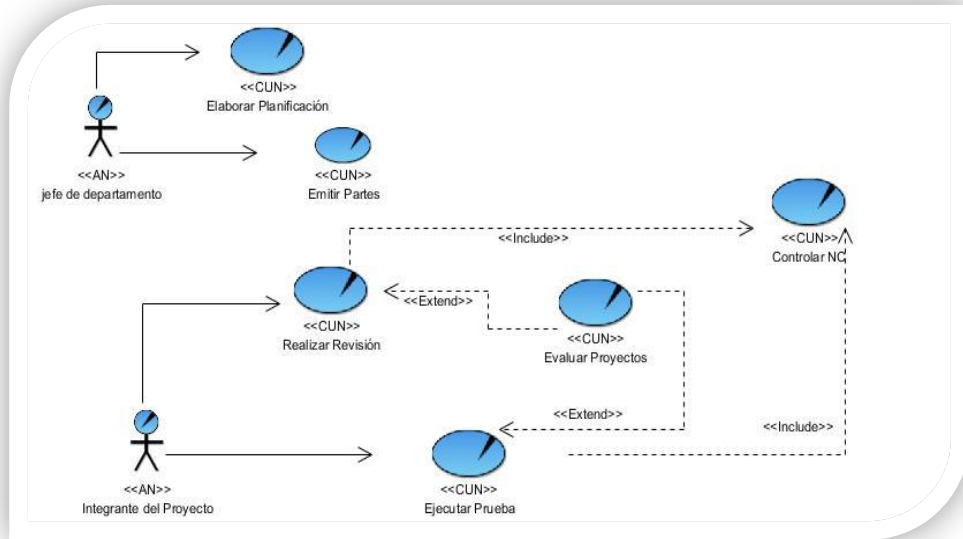 <<CUN>>
Elaborar Planificación
<<AN>>
jefe de departamento
<<CUN>>
Emitir Partes
<<CUN>>
Controlar NC
<<Include>>
<<Extend>>
<<CUN>>
Realizar Revisión
<<CUN>>
Evaluar Proyectos
<<Extend>>
<<Include>>
<<AN>>
Integrante del Proyecto
<<CUN>>
Ejecutar Prueba